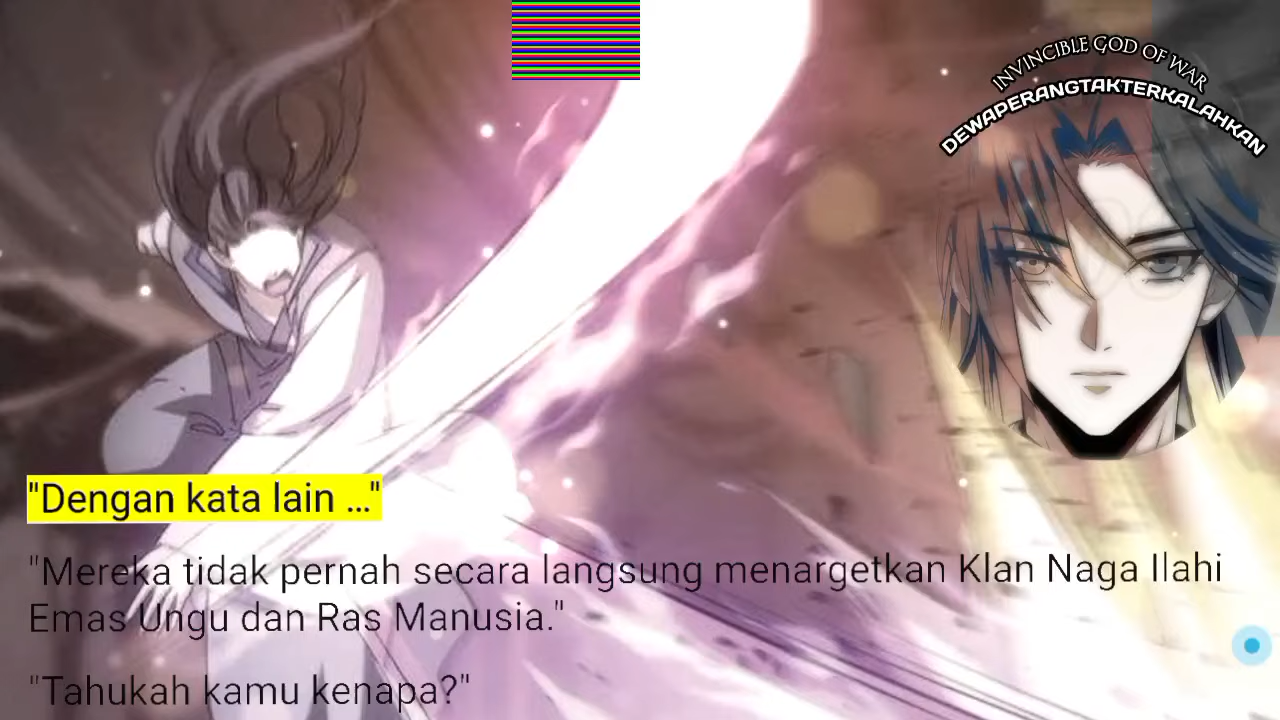 INVINCIBLE GOD OF WAR
DEWAPERANGTAKTERKALAHKAN
"Dengan kata lain ..."
"Mereka tidak pernah secara langsung menargetkan Klan Naga Ilahi
Emas Ungu dan Ras Manusia."
"Tahukah kamu kenapa?"